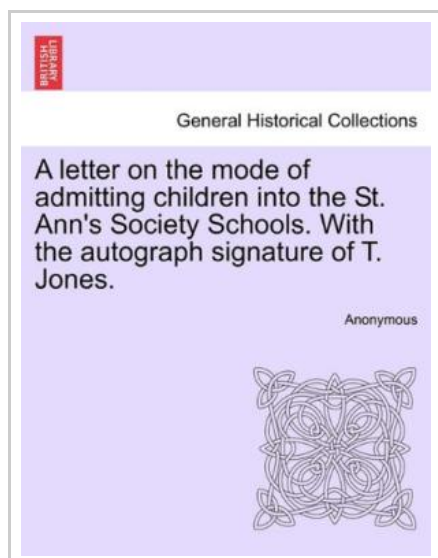 BRITISH
LIBRARY
General Historical Collections
A letter on the mode of
admitting children into the St.
Ann's Society Schools. With
the autograph signature of T.
Jones.
Anonymous